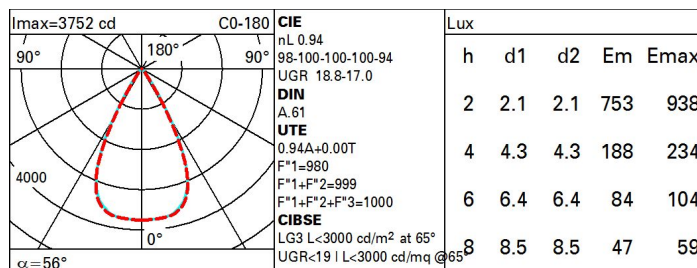 Imax=3752 cd C0-180
90° 180° 90°
4000
0°
α=56°
CIE
nL 0.94
98-100-100-100-94
UGR 18.8-17.0
DIN
A.61
UTE
0.94A+0.00T
F"1=980
F"1+F"2=999
F"1+F"2+F"3=1000
CIBSE
LG3 L<3000 cd/m² at 65°
UGR<19 | L<3000 cd/mq @65°
Lux
h d1 d2 Em Emax
2 2.1 2.1 753 938
4 4.3 4.3 188 234
6 6.4 6.4 84 104
8 8.5 8.5 47 59